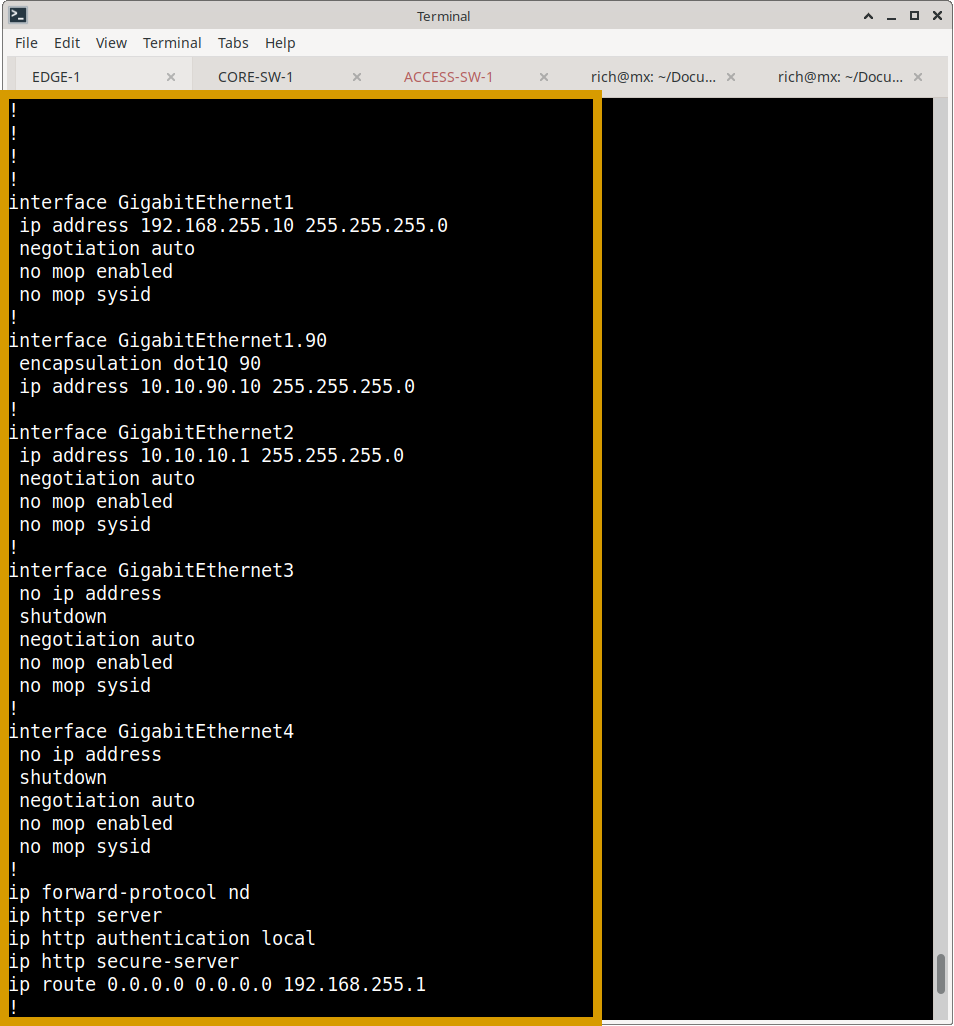 Terminal
File Edit View Terminal Tabs Help
EDGE-1 CORE-SW-1 ACCESS-SW-1 rich@mx: ~/Docu... rich@mx: ~/Docu...
!
!
!
!
interface GigabitEthernet1
 ip address 192.168.255.10 255.255.255.0
 negotiation auto
 no mop enabled
 no mop sysid
!
interface GigabitEthernet1.90
 encapsulation dot1Q 90
 ip address 10.10.90.10 255.255.255.0
!
interface GigabitEthernet2
 ip address 10.10.10.1 255.255.255.0
 negotiation auto
 no mop enabled
 no mop sysid
!
interface GigabitEthernet3
 no ip address
 shutdown
 negotiation auto
 no mop enabled
 no mop sysid
!
interface GigabitEthernet4
 no ip address
 shutdown
 negotiation auto
 no mop enabled
 no mop sysid
!
ip forward-protocol nd
ip http server
ip http authentication local
ip http secure-server
ip route 0.0.0.0 0.0.0.0 192.168.255.1
!